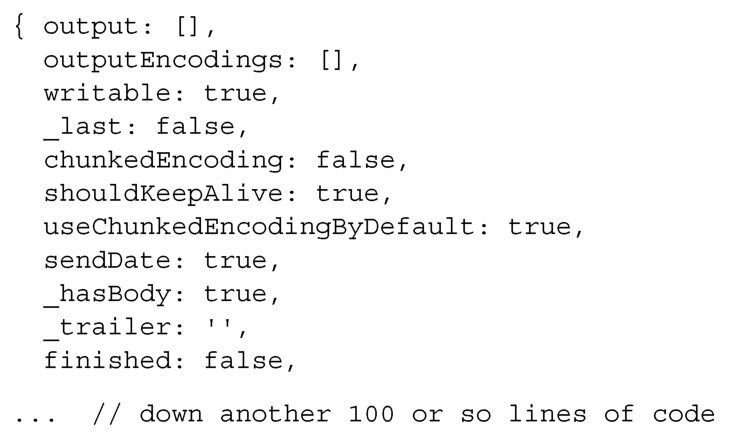 { output: [],
outputEncodings: [],
writable: true,
_last: false,
chunkedEncoding: false,
shouldKeepAlive: true,
useChunkedEncodingByDefault: true,
sendDate: true,
_hasBody: true,
_trailer: '',
finished: false,
... // down another 100 or so lines of code